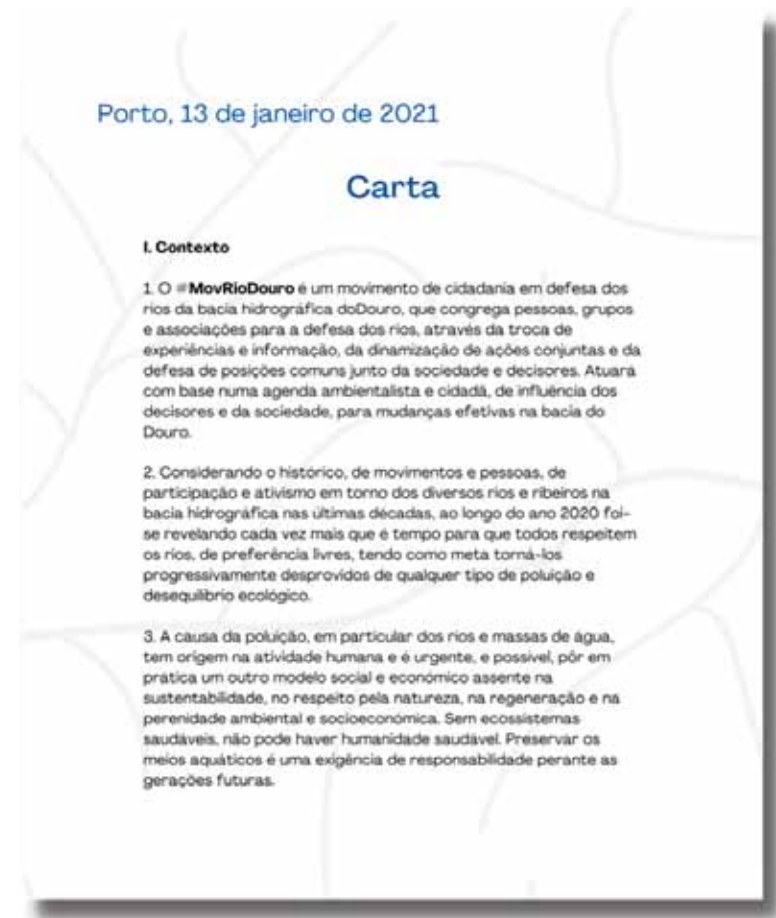 Porto, 13 de janeiro de 2021
Carta
I. Contexto
1. O #MovRioDouro é um movimento de cidadania em defesa dos
rios da bacia hidrográfica doDouro, que congrega pessoas, grupos
e associações para a defesa dos rios, através da troca de
experiências e informação, da dinamização de ações conjuntas e da
defesa de posições comuns junto da sociedade e decisores. Atuará
com base numa agenda ambientalista e cidadã, de influência dos
decisores e da sociedade, para mudanças efetivas na bacia do
Douro.
2. Considerando o histórico, de movimentos e pessoas, de
participação e ativismo em torno dos diversos rios e ribeiros na
bacia hidrográfica nas últimas décadas, ao longo do ano 2020 foi-
se revelando cada vez mais que é tempo para que todos respeitem
os rios, de preferência livres, tendo como meta torná-los
progressivamente desprovidos de qualquer tipo de poluição e
desequilíbrio ecológico.
3. A causa da poluição, em particular dos rios e massas de água,
tem origem na atividade humana e é urgente, e possível, pôr em
prática um outro modelo social e económico assente na
sustentabilidade, no respeito pela natureza, na regeneração e na
perenidade ambiental e socioeconómica. Sem ecossistemas
saudáveis, não pode haver humanidade saudável. Preservar os
meios aquáticos é uma exigência de responsabilidade perante as
gerações futuras.